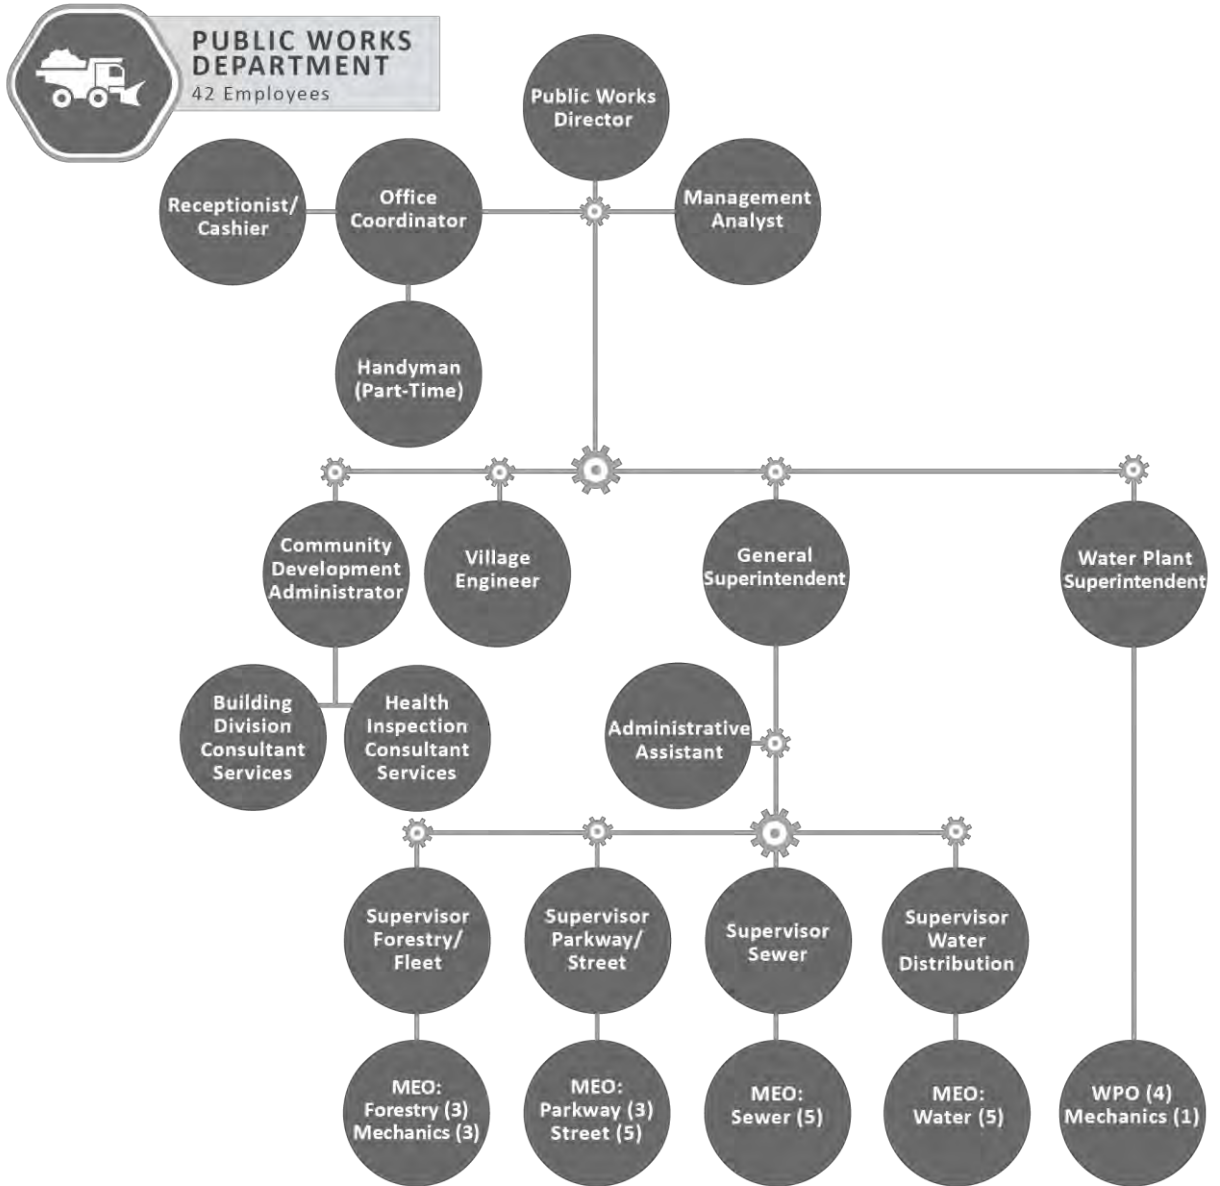 PUBLIC WORKS
DEPARTMENT
42 Employees
Public Works
Director
Receptionist/
Cashier
Office
Coordinator
Management
Analyst
Handyman
(Part-Time)
Community
Development
Administrator
Village
Engineer
General
Superintendent
Water Plant
Superintendent
Building
Division
Consultant
Services
Health
Inspection
Consultant
Services
Administrative
Assistant
Supervisor
Forestry/
Fleet
Supervisor
Parkway/
Street
Supervisor
Sewer
Supervisor
Water
Distribution
MEO:
Forestry (3)
Mechanics (3)
MEO:
Parkway (3)
Street (5)
MEO:
Sewer (5)
MEO:
Water (5)
WPO (4)
Mechanics (1)